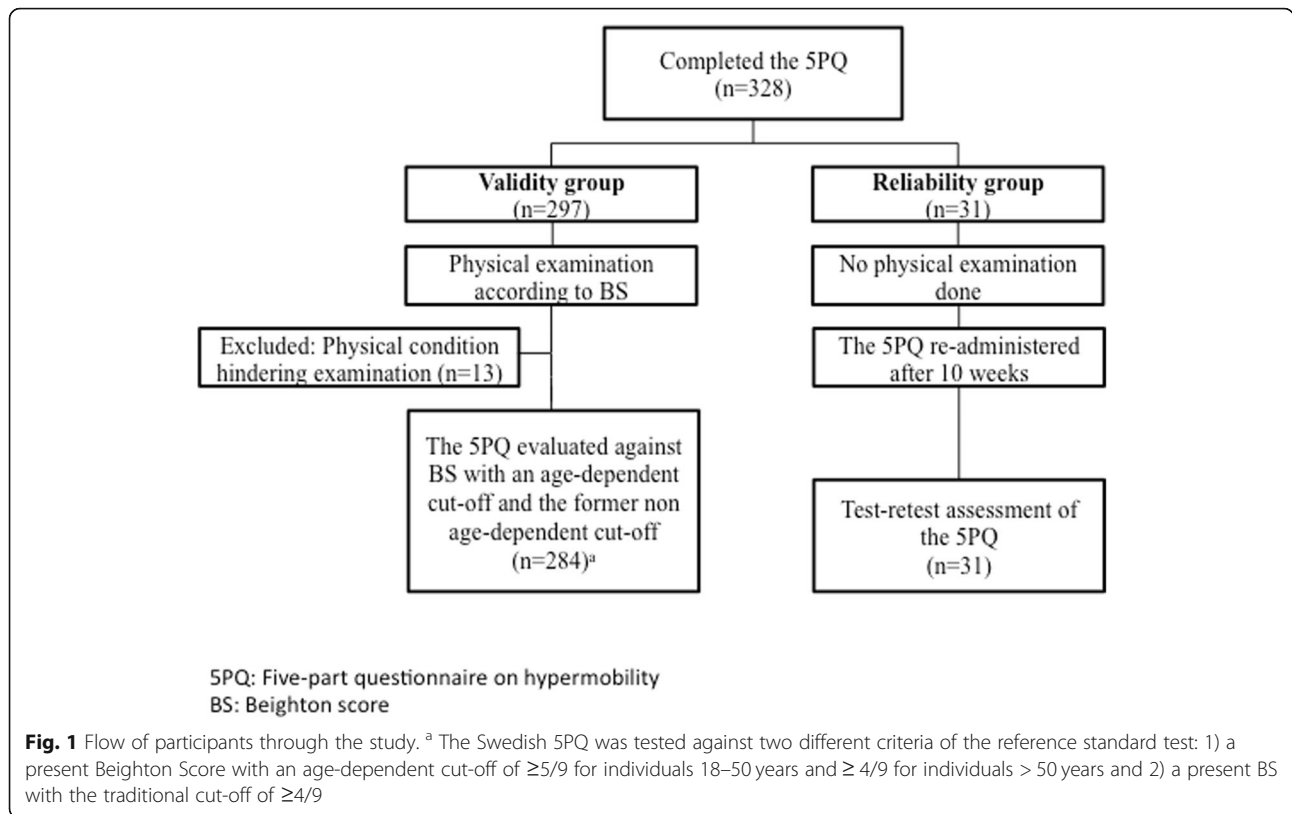 Completed the 5PQ
(n=328)
Validity group
(n=297)
Reliability group
(n=31)
Physical examination
according to BS
No physical examination
done
Excluded: Physical condition
hindering examination (n=13)
The 5PQ re-administered
after 10 weeks
The 5PQ evaluated against
BS with an age-dependent
cut-off and the former non
age-dependent cut-off
(n=284)ᵃ
Test-retest assessment of
the 5PQ
(n=31)
5PQ: Five-part questionnaire on hypermobility
BS: Beighton score
Fig. 1 Flow of participants through the study. ᵃ The Swedish 5PQ was tested against two different criteria of the reference standard test: 1) a
present Beighton Score with an age-dependent cut-off of ≥5/9 for individuals 18–50 years and ≥ 4/9 for individuals > 50 years and 2) a present BS
with the traditional cut-off of ≥4/9